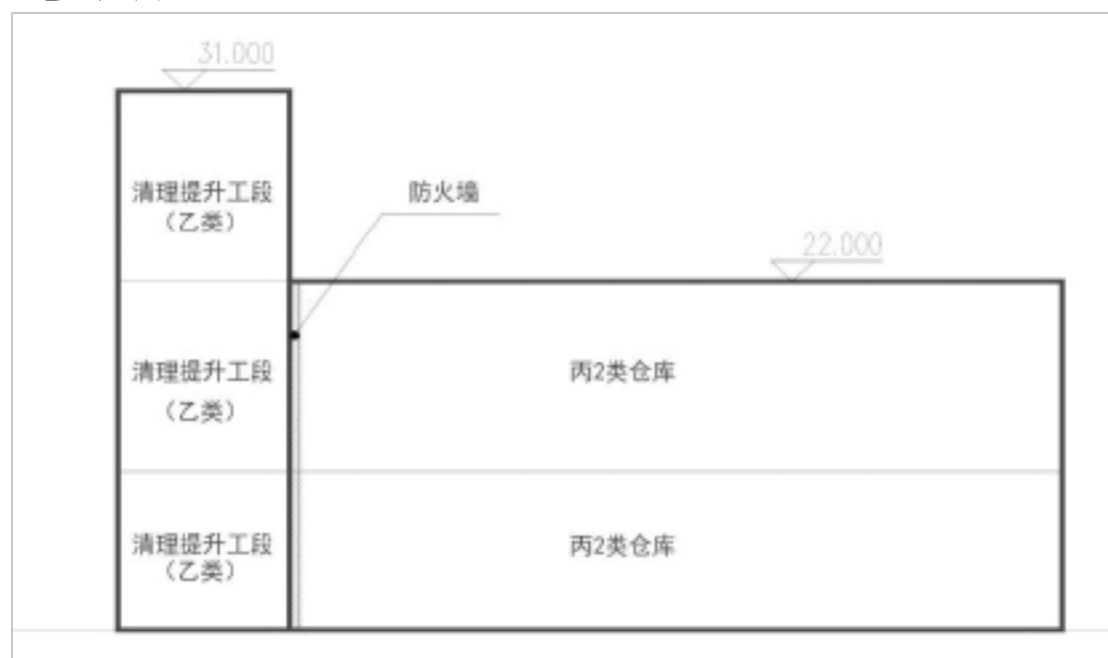 31.000
清理提升工段
（乙类）
防火墙
22.000
清理提升工段
（乙类）
丙2类仓库
清理提升工段
（乙类）
丙2类仓库